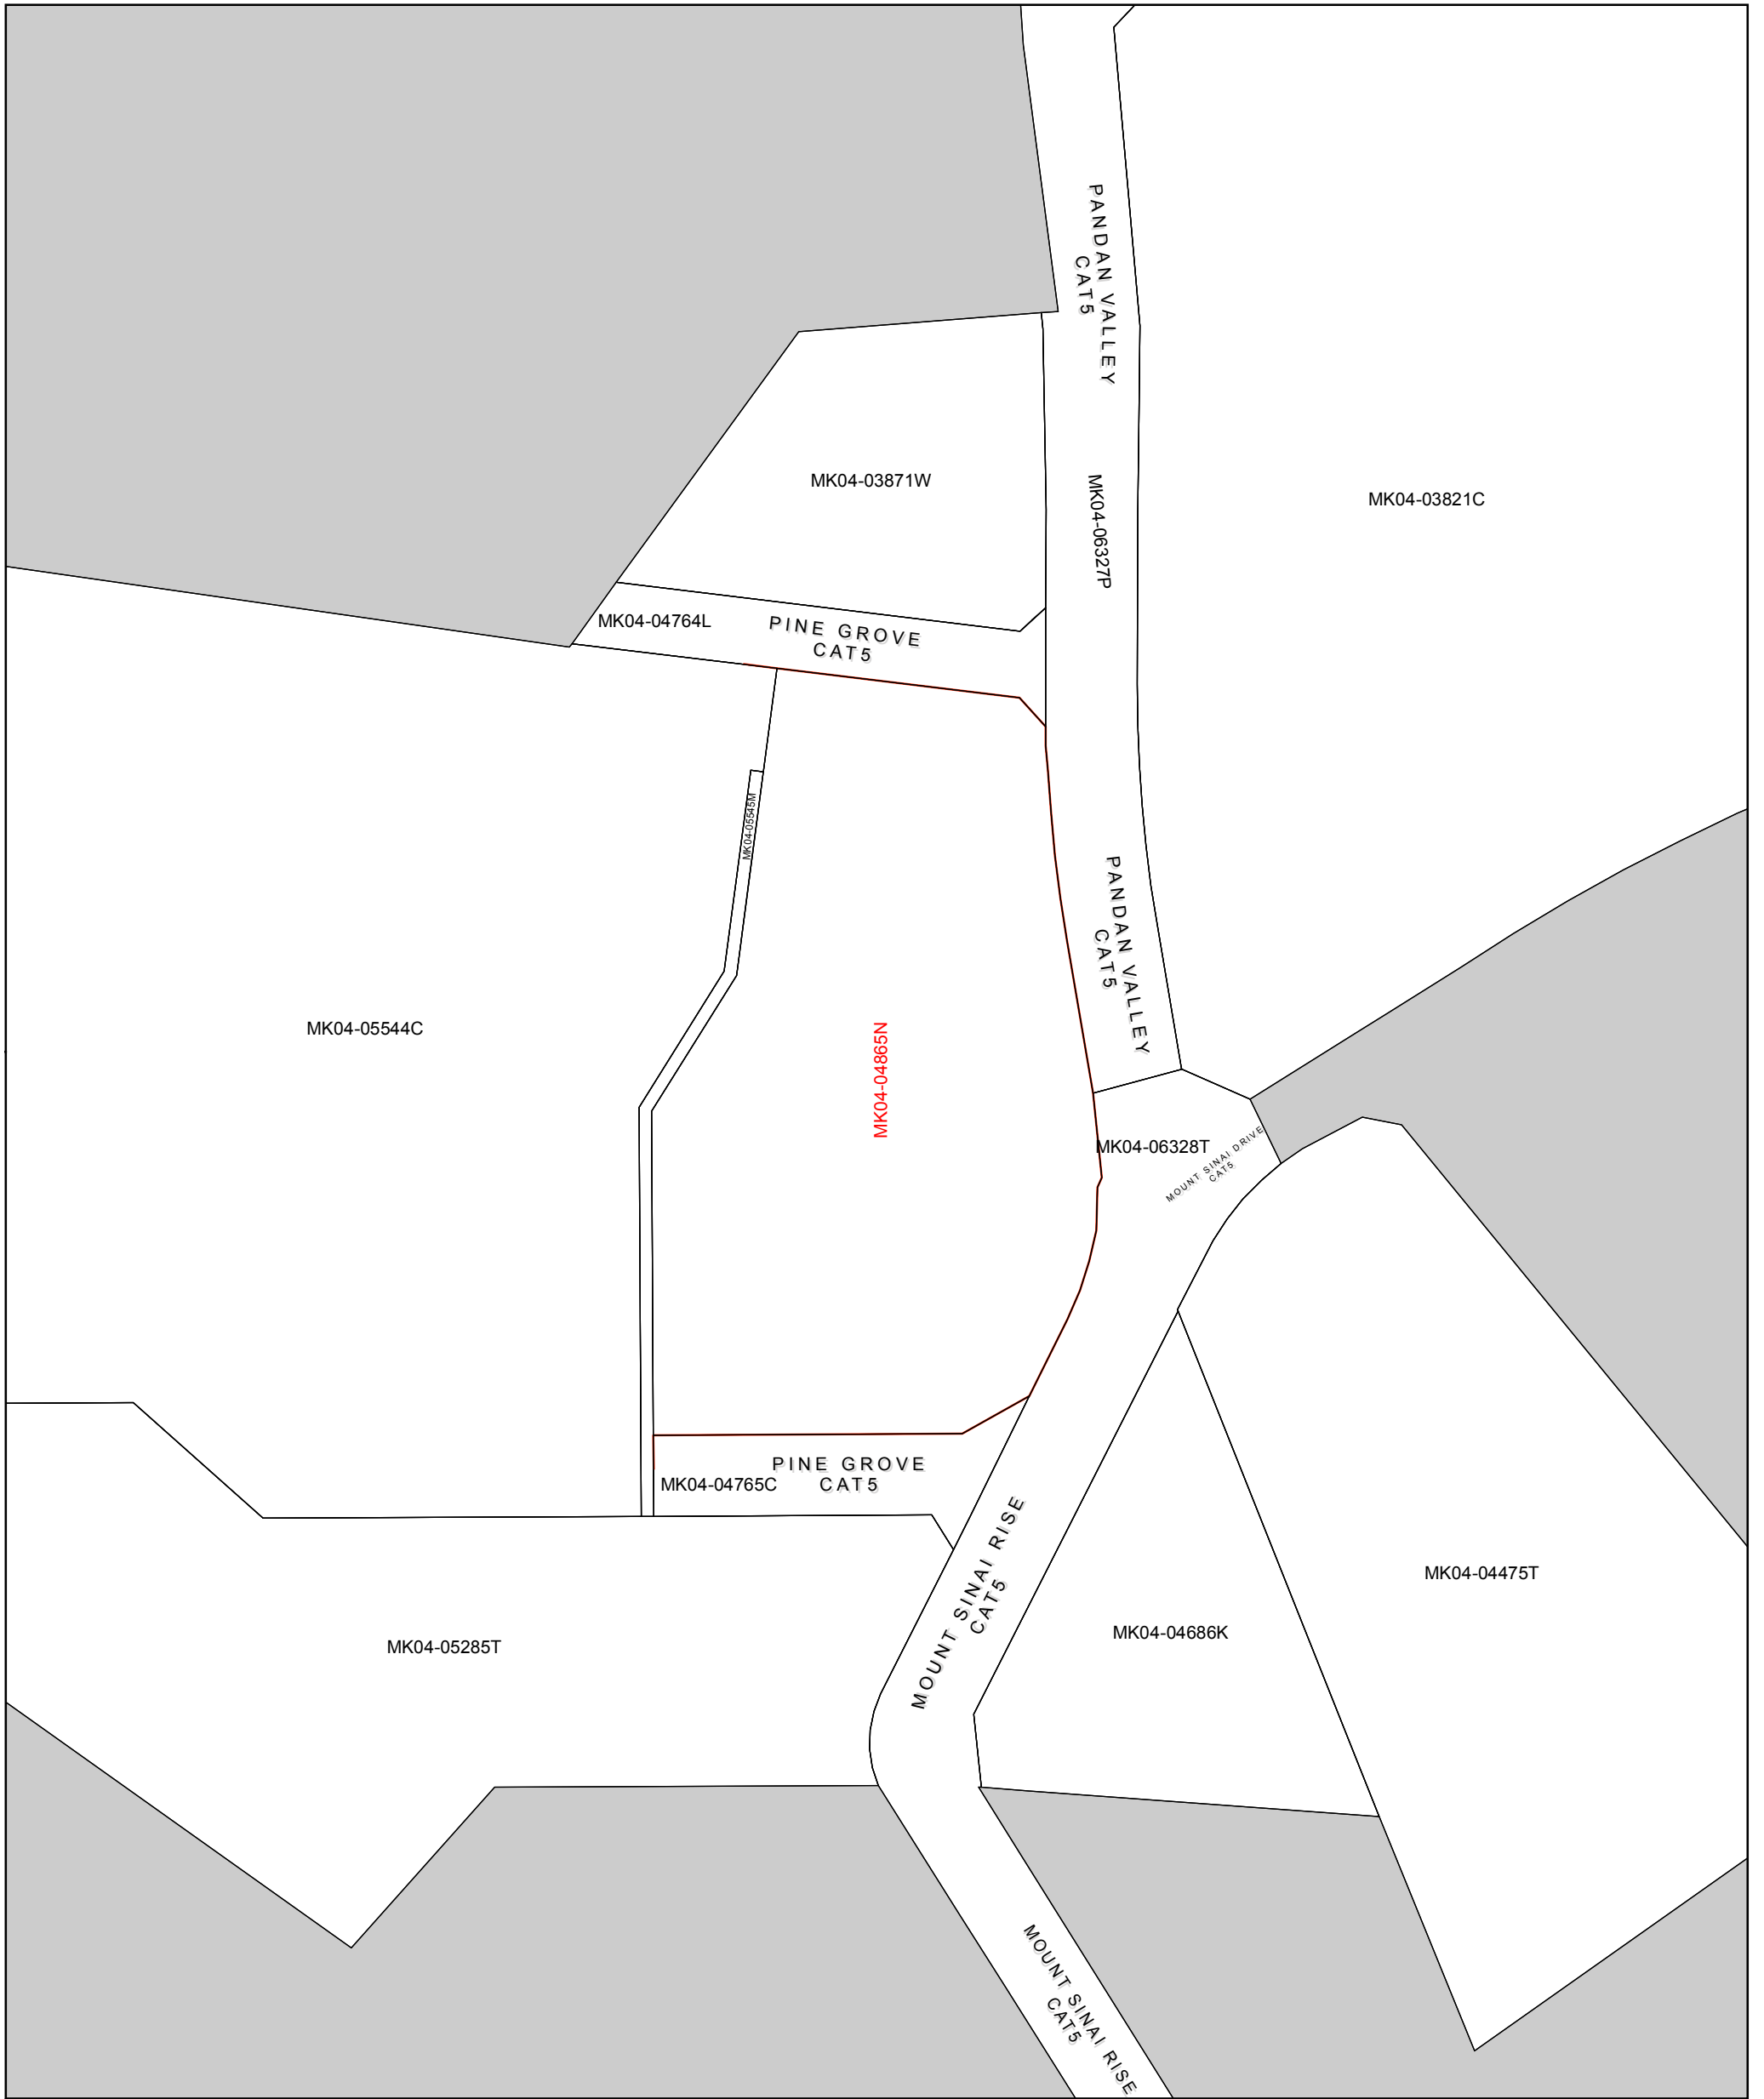 PANDAN VALLEY
CAT5
MK04-03871W
MK04-06327P
MK04-03821C
MK04-04764L
PINE GROVE
CAT5
MK04-05545M
PANDAN VALLEY
CAT5
MK04-05544C
MK04-04865N
MK04-06328T
MOUNT SINAI DRIVE
CAT5
PINE GROVE
CAT5
MK04-04765C
MOUNT SINAI RISE
CAT5
MK04-04475T
MK04-04686K
MK04-05285T
MOUNT SINAI RISE
CAT5